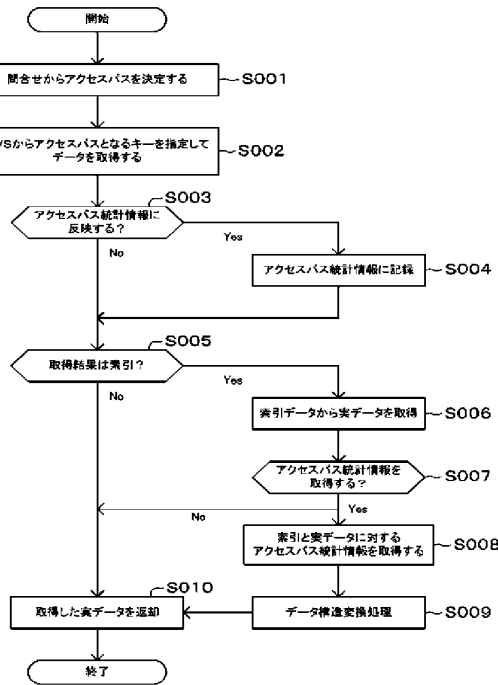 開始
問合せからアクセスパスを決定する
S001
VSからアクセスパスとなるキーを指定して
データを取得する
S002
S003
アクセスパス統計情報に
反映する？
Yes
No
アクセスパス統計情報に記録
S004
S005
取得結果は索引？
Yes
No
索引データから実データを取得
S006
アクセスパス統計情報を
取得する？
S007
No
Yes
索引と実データに対する
アクセスパス統計情報を取得する
S008
S010
取得した実データを返却
データ構造変換処理
S009
終了